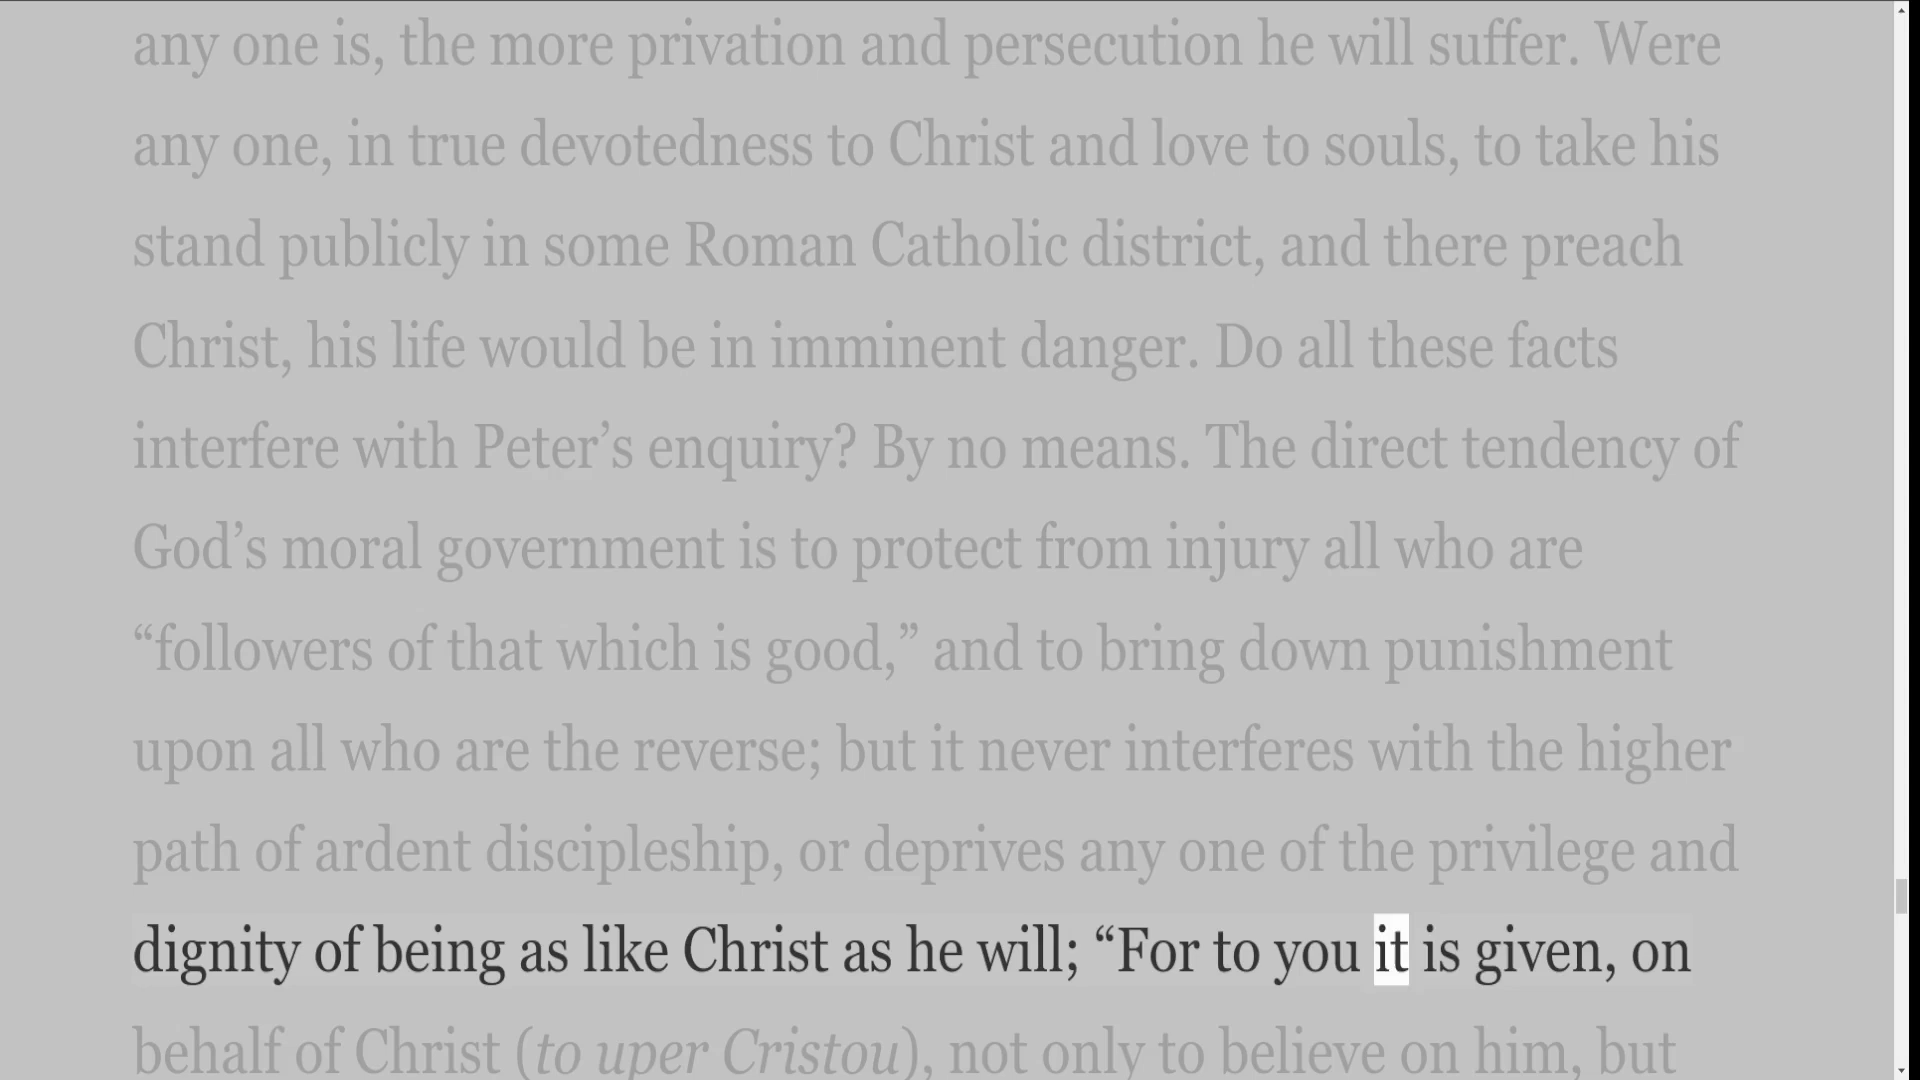 any one is, the more privation and persecution he will suffer. Were
any one, in true devotedness to Christ and love to souls, to take his
stand publicly in some Roman Catholic district, and there preach
Christ, his life would be in imminent danger. Do all these facts
interfere with Peter’s enquiry? By no means. The direct tendency of
God’s moral government is to protect from injury all who are
“followers of that which is good,” and to bring down punishment
upon all who are the reverse; but it never interferes with the higher
path of ardent discipleship, or deprives any one of the privilege and
dignity of being as like Christ as he will; “For to you it is given, on
behalf of Christ (to uper Cristou), not only to believe on him, but